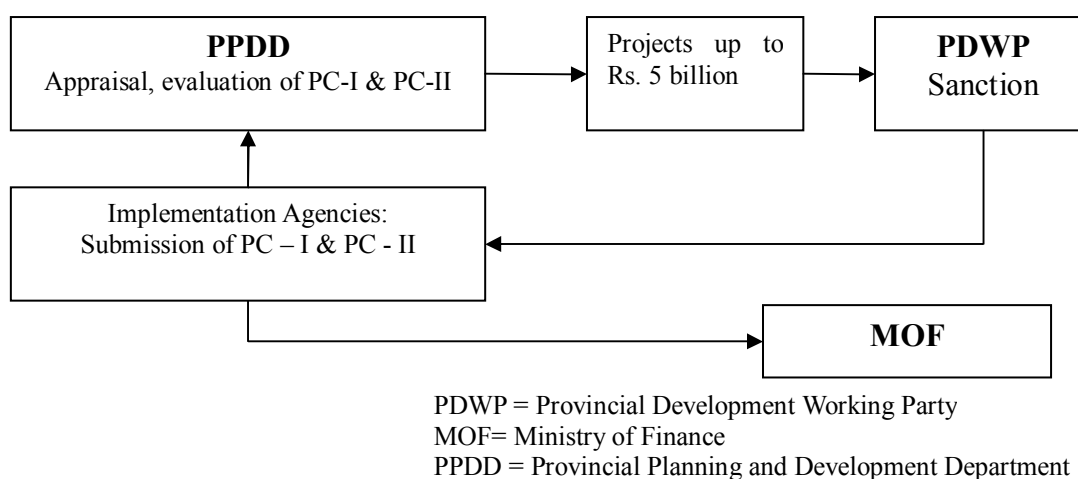 PPDD
Appraisal, evaluation of PC-I & PC-II
Projects up to
Rs. 5 billion
PDWP
Sanction
Implementation Agencies:
Submission of PC – I & PC - II
MOF
PDWP = Provincial Development Working Party
MOF= Ministry of Finance
PPDD = Provincial Planning and Development Department